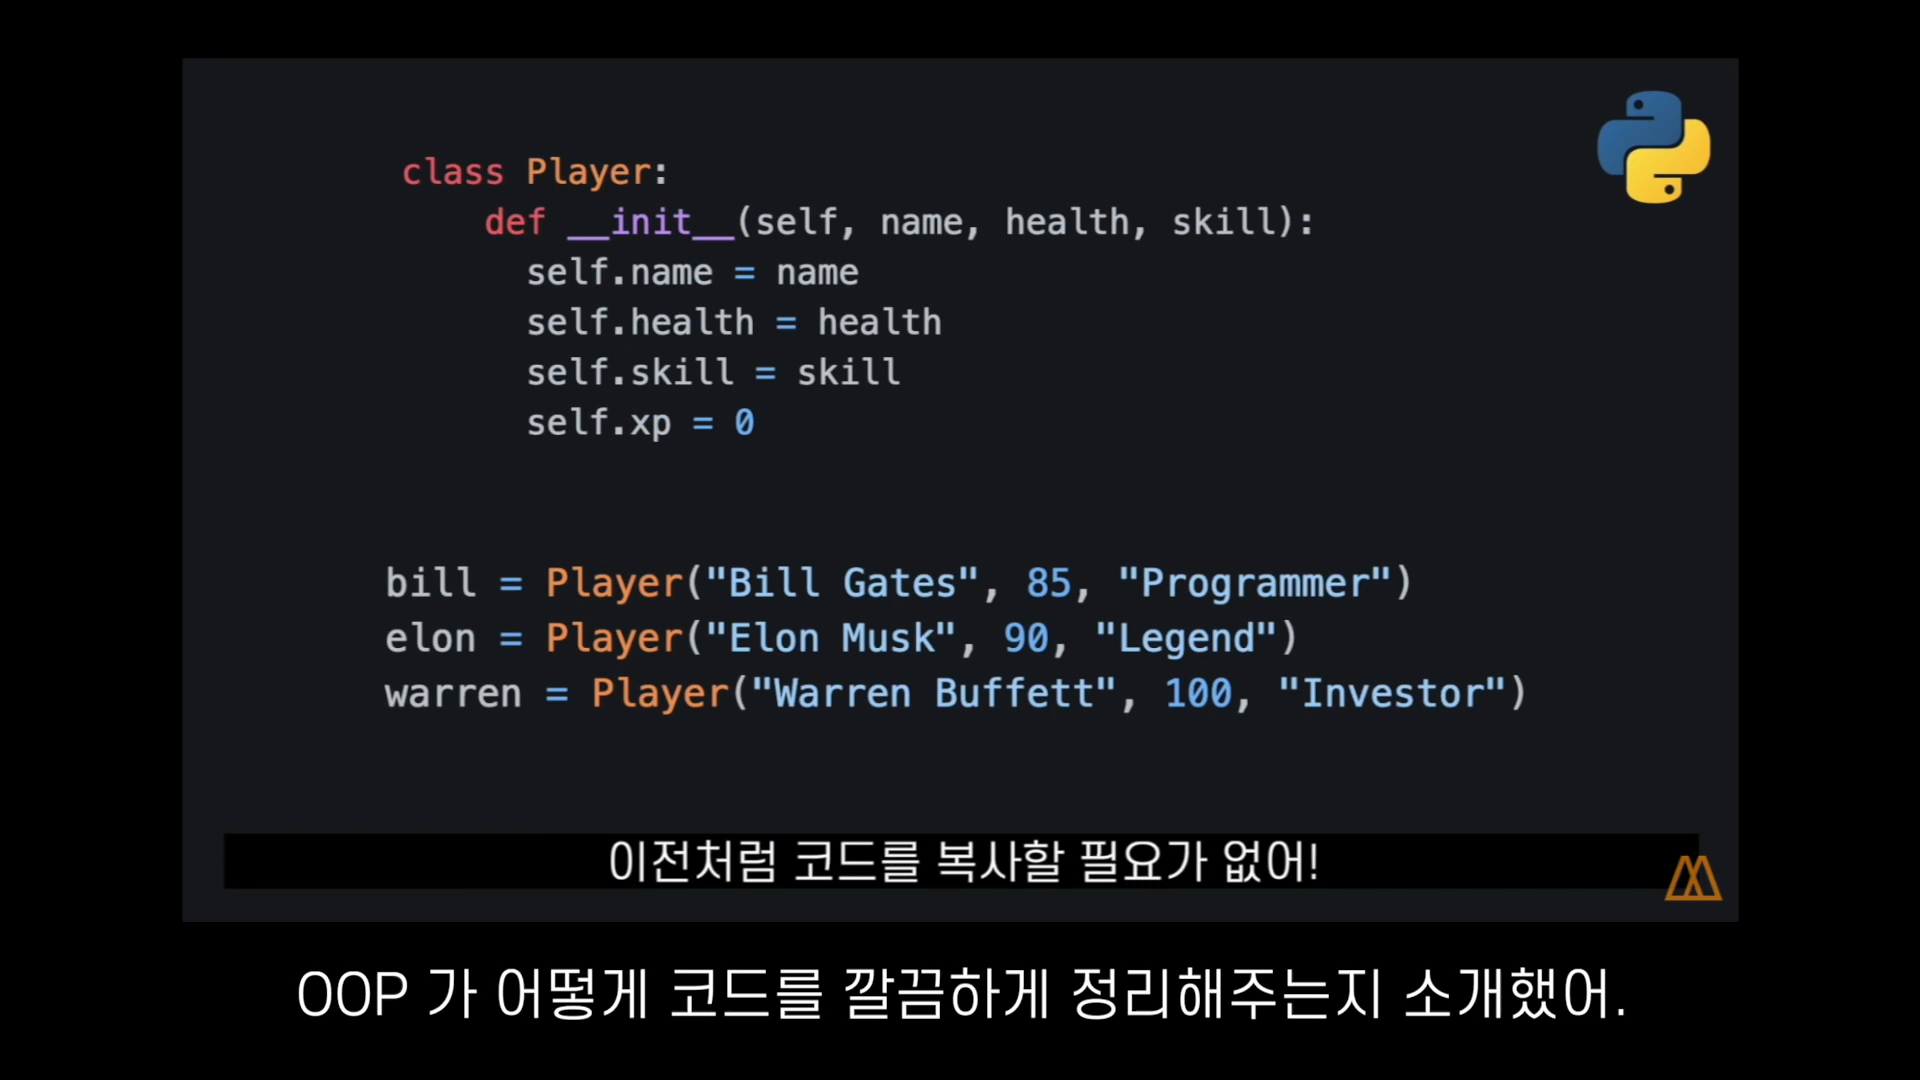 class Player:
def __init__(self, name, health, skill):
self.name = name
self.health = health
self.skill = skill
self.xp = 0
bill = Player("Bill Gates", 85, "Programmer")
elon = Player("Elon Musk", 90, "Legend")
warren = Player("Warren Buffett", 100, "Investor")
이전처럼 코드를 복사할 필요가 없어!
OOP 가 어떻게 코드를 깔끔하게 정리해주는지 소개했어.